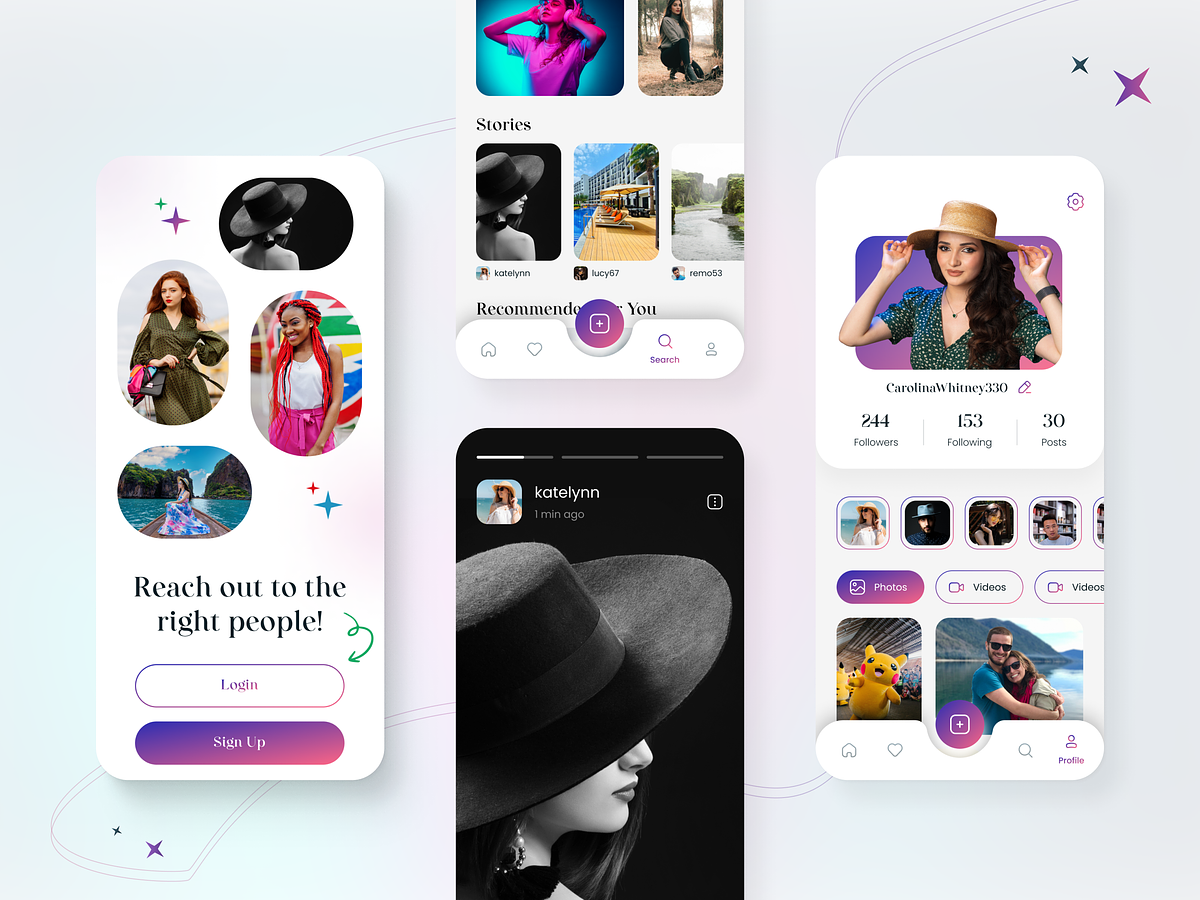 Reach out to the
right people!
Login
Sign Up
Stories
katelynn
lucy67
remo53
Recommende You
Search
katelynn
1 min ago
CarolinaWhitney330
244
Followers
153
Following
30
Posts
Photos
Videos
Videos
Profile